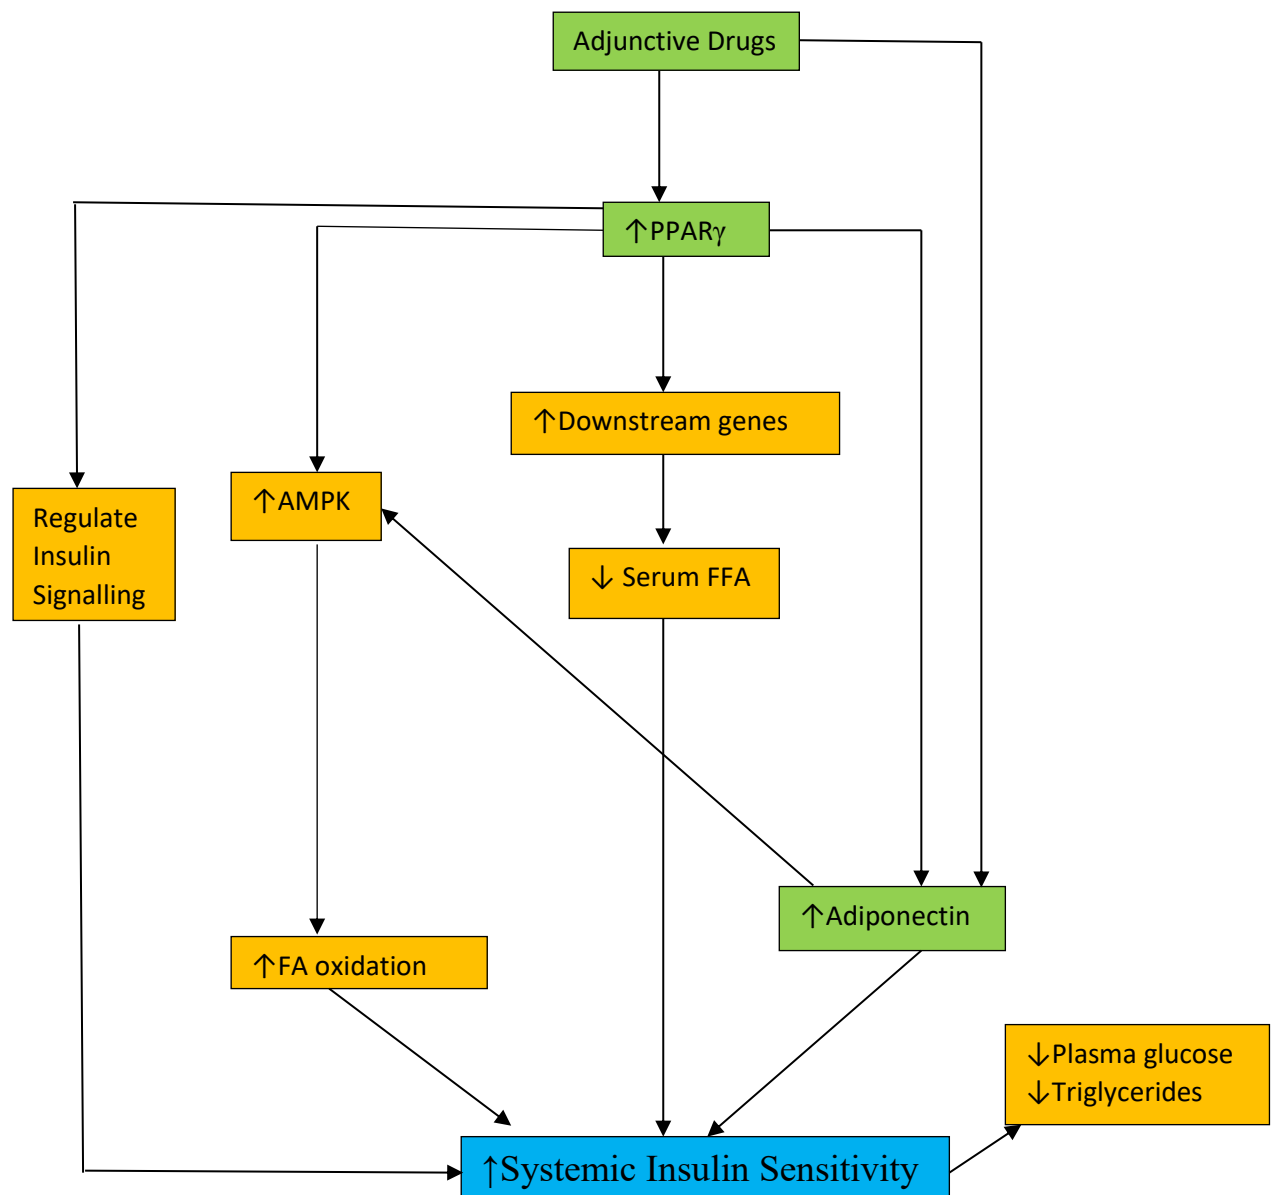 Adjunctive Drugs
↑PPARγ
↑Downstream genes
↑AMPK
Regulate
Insulin
Signalling
↓ Serum FFA
↑Adiponectin
↑FA oxidation
↓Plasma glucose
↓Triglycerides
↑Systemic Insulin Sensitivity